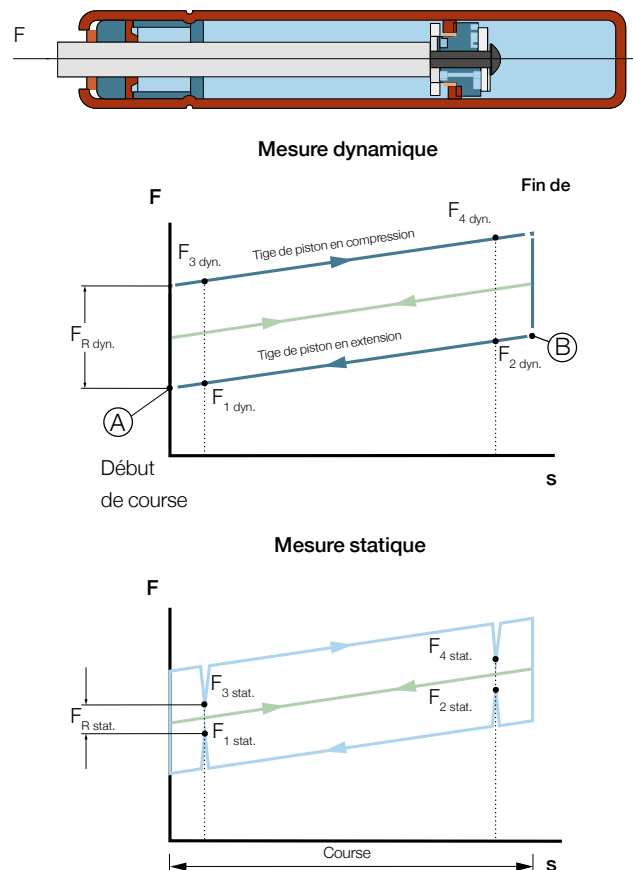 F
Mesure dynamique
F
Fin de
F4 dyn.
Tige de piston en compression
F3 dyn.
FR dyn.
Tige de piston en extension
B
F2 dyn.
F1 dyn.
A
Début
de course
s
Mesure statique
F
F4 stat.
F3 stat.
F2 stat.
FR stat.
F1 stat.
Course
s